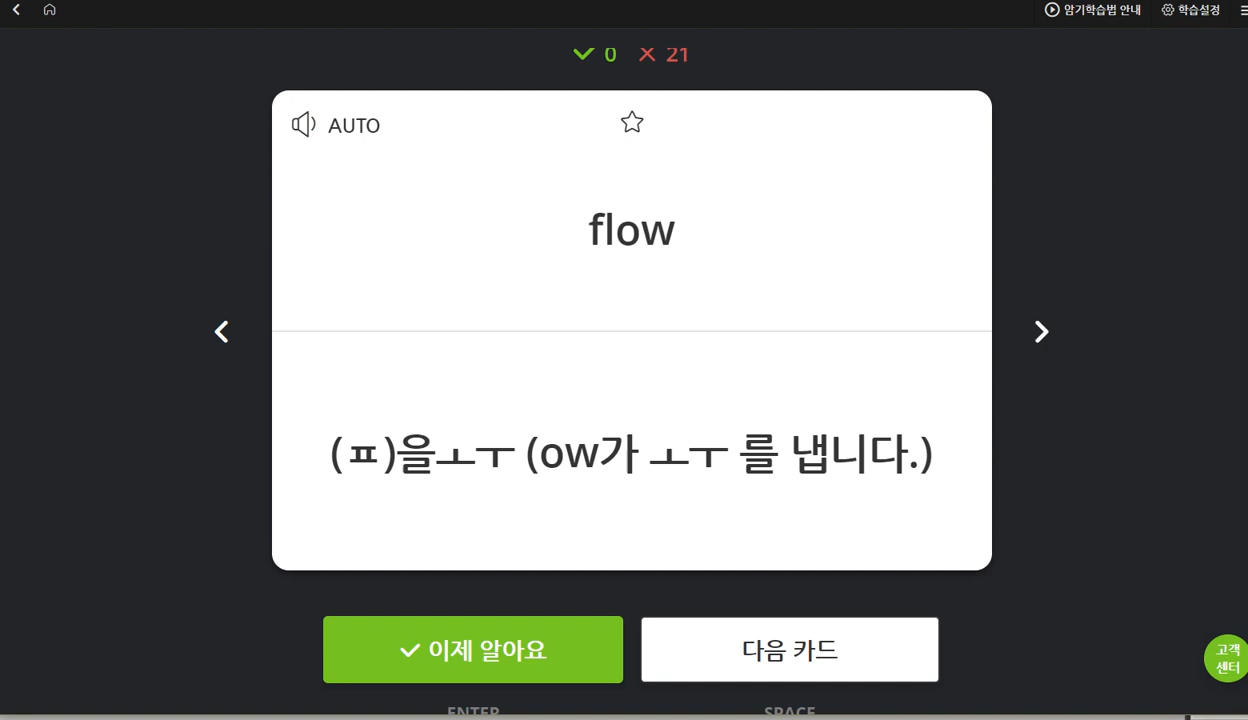 암기학습법 안내 학습설정
0 21
AUTO
flow
(ㅍ)을ㅗㅜ (ow가 ㅗㅜ 를 냅니다.)
이제 알아요 다음 카드
고객
센터
ENTER SPACE